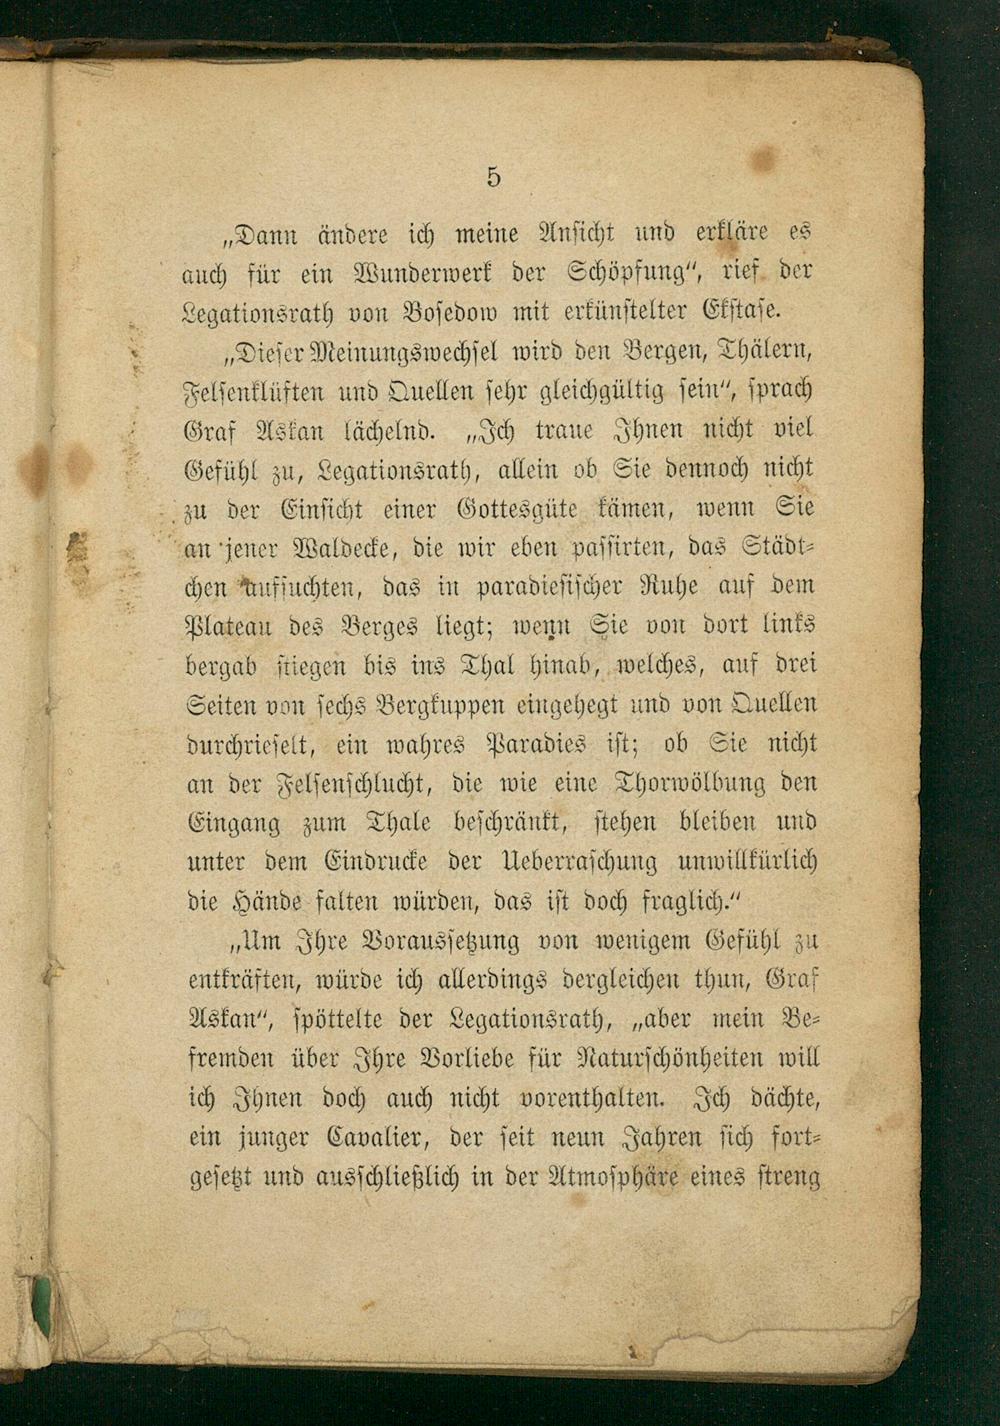 5
„Dann ändere ich meine Ansicht und erkläre es
auch für ein Wunderwerk der Schöpfung“, rief der
Legationsrath von Bosedow mit erkünstelter Ekstase.
„Dieser Meinungswechsel wird den Bergen, Thälern,
Felsenklüften und Quellen sehr gleichgültig sein“, sprach
Graf Askan lächelnd. „Ich traue Ihnen nicht viel
Gefühl zu, Legationsrath, allein ob Sie dennoch nicht
zu der Einsicht einer Gottesgüte kämen, wenn Sie
an jener Waldecke, die wir eben passirten, das Städt-
chen aufsuchten, das in paradiesischer Ruhe auf dem
Plateau des Berges liegt; wenn Sie von dort links
bergab stiegen bis ins Thal hinab, welches, auf drei
Seiten von sechs Bergkuppen eingehegt und von Quellen
durchrieselt, ein wahres Paradies ist; ob Sie nicht
an der Felsenschlucht, die wie eine Thorwölbung den
Eingang zum Thale beschränkt, stehen bleiben und
unter dem Eindrucke der Ueberraschung unwillkürlich
die Hände falten würden, das ist doch fraglich.“
„Um Ihre Voraussetzung von wenigem Gefühl zu
entkräften, würde ich allerdings dergleichen thun, Graf
Askan“, spöttelte der Legationsrath, „aber mein Be-
fremden über Ihre Vorliebe für Naturschönheiten will
ich Ihnen doch auch nicht vorenthalten. Ich dächte,
ein junger Cavalier, der seit neun Jahren sich fort-
gesetzt und ausschließlich in der Atmosphäre eines streng